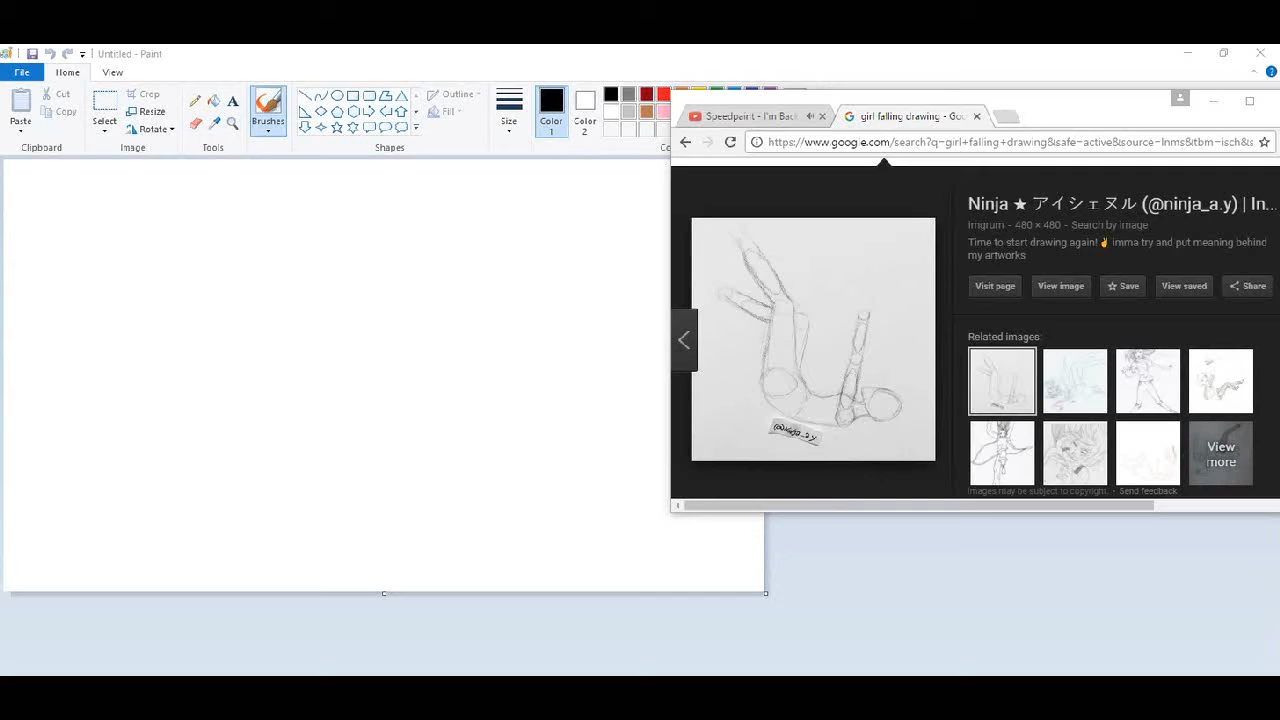 Untitled - Paint
File
Home
View
Paste
Cut
Copy
Clipboard
Select
Crop
Resize
Rotate
Image
A
Tools
Brushes
Outline
Fill
Shapes
Size
Color 1
Color 2
Speedpaint - I'm Back
girl falling drawing - Goo
https://www.google.com/search?q=girl+falling+drawing&safe=active&source=lnms&tbm=isch&s
Ninja ★ アイシェヌル (@ninja_a.y) | In...
Imgrum - 480 × 480 - Search by image
Time to start drawing again!✌ imma try and put meaning behind
my artworks
Visit page
View image
Save
View saved
Share
Related images:
View more
Images may be subject to copyright. - Send feedback